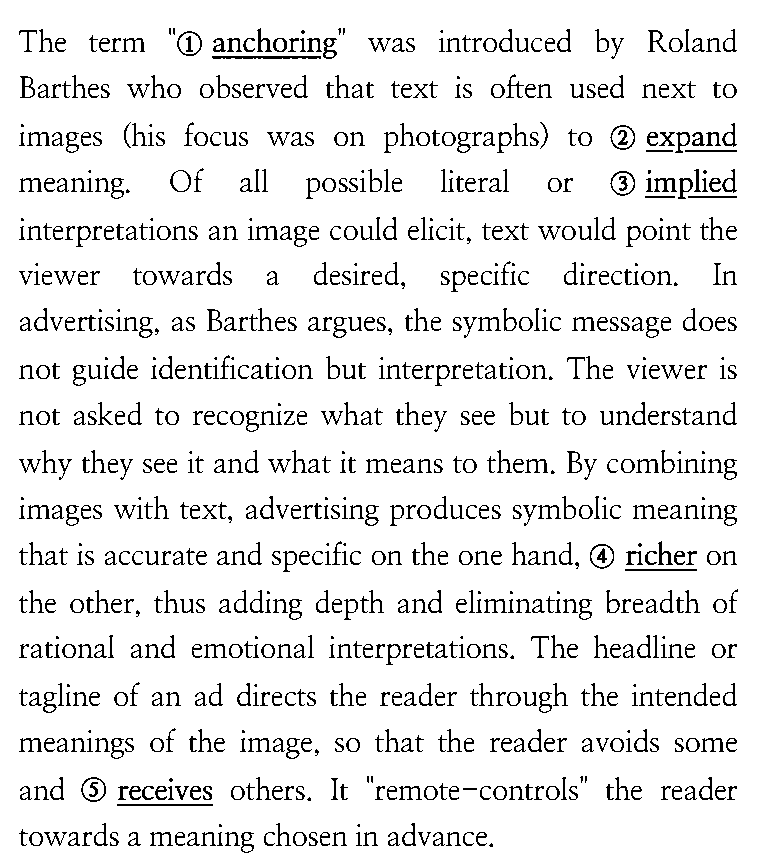 The term "① anchoring" was introduced by Roland
Barthes who observed that text is often used next to
images (his focus was on photographs) to ② expand
meaning. Of all possible literal or ③ implied
interpretations an image could elicit, text would point the
viewer towards a desired, specific direction. In
advertising, as Barthes argues, the symbolic message does
not guide identification but interpretation. The viewer is
not asked to recognize what they see but to understand
why they see it and what it means to them. By combining
images with text, advertising produces symbolic meaning
that is accurate and specific on the one hand, ④ richer on
the other, thus adding depth and eliminating breadth of
rational and emotional interpretations. The headline or
tagline of an ad directs the reader through the intended
meanings of the image, so that the reader avoids some
and ⑤ receives others. It "remote-controls" the reader
towards a meaning chosen in advance.